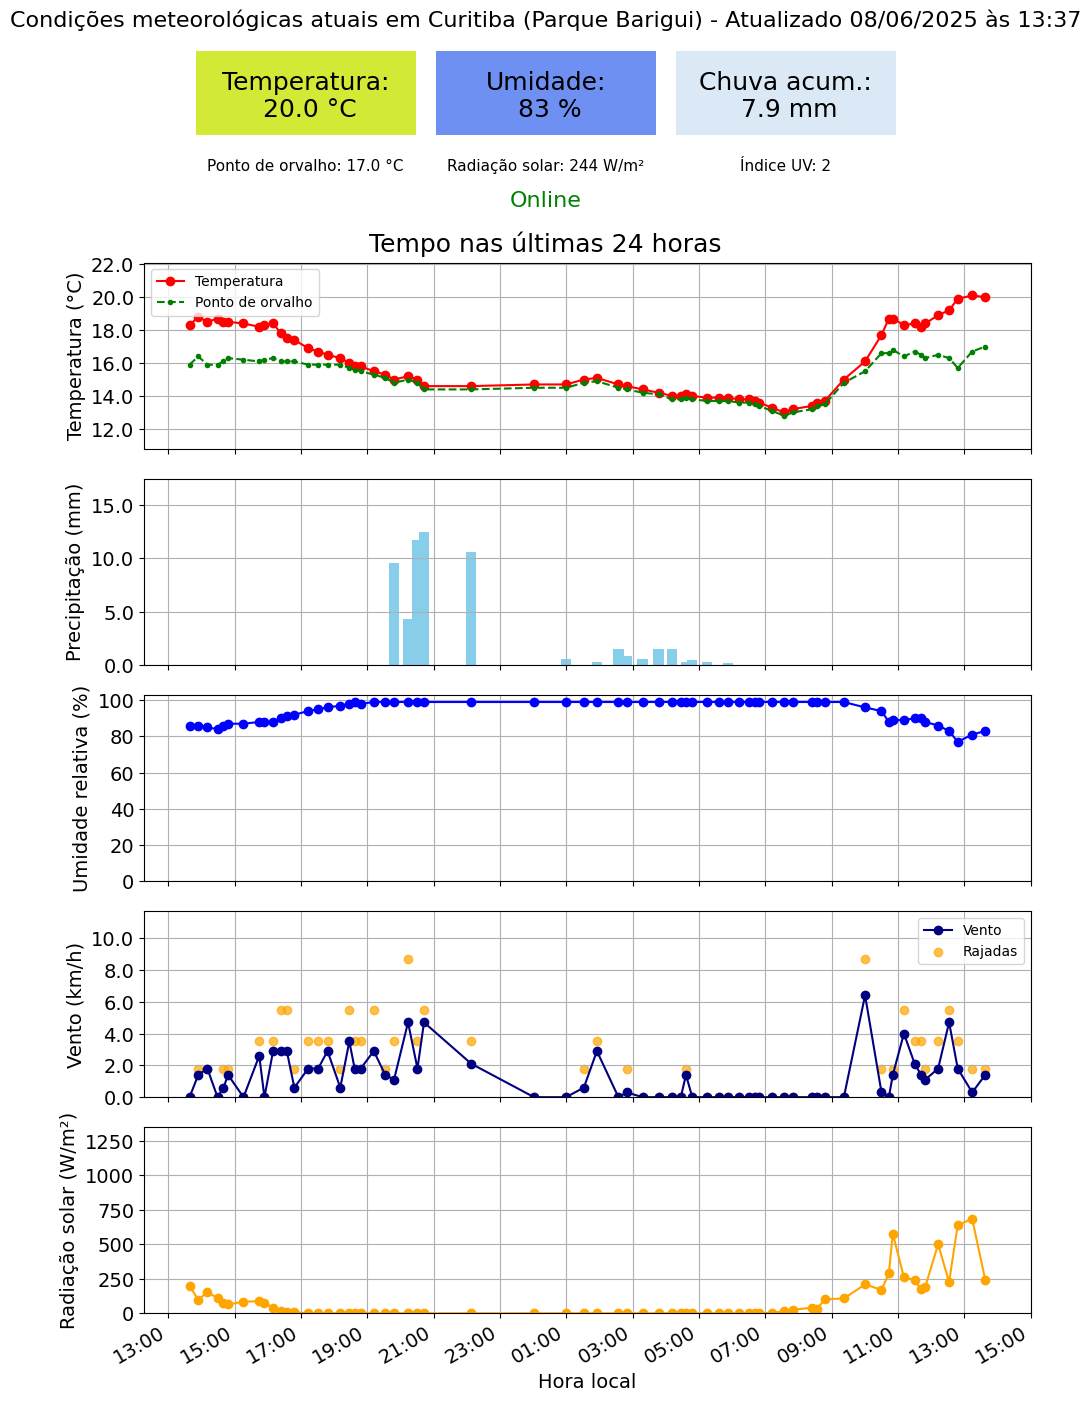 Condições meteorológicas atuais em Curitiba (Parque Barigui) - Atualizado 08/06/2025 às 13:37
Temperatura:
20.0 °C
Umidade:
83 %
Chuva acum.:
7.9 mm
Ponto de orvalho: 17.0 °C
Radiação solar: 244 W/m²
Índice UV: 2
Online
Tempo nas últimas 24 horas
Temperatura (°C)
22.0
20.0
18.0
16.0
14.0
12.0
Temperatura
Ponto de orvalho
Precipitação (mm)
15.0
10.0
5.0
0.0
Umidade relativa (%)
100
80
60
40
20
0
Vento (km/h)
10.0
8.0
6.0
4.0
2.0
0.0
Vento
Rajadas
Radiação solar (W/m²)
1250
1000
750
500
250
0
13:00 15:00 17:00 19:00 21:00 23:00 01:00 03:00 05:00 07:00 09:00 11:00 13:00 15:00
Hora local